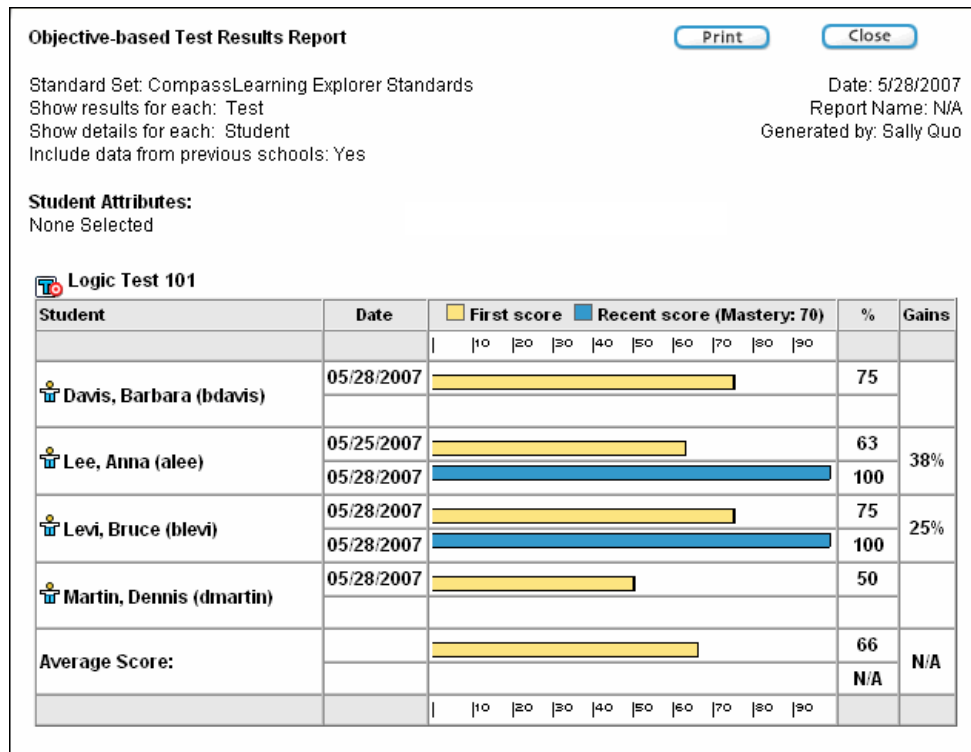 Objective-based Test Results Report
Print
Close
Standard Set: CompassLearning Explorer Standards
Date: 5/28/2007
Show results for each: Test
Report Name: N/A
Show details for each: Student
Generated by: Sally Quo
Include data from previous schools: Yes
Student Attributes:
None Selected
Logic Test 101
Student Date First score Recent score (Mastery: 70) % Gains
| |10 |20 |30 |40 |50 |60 |70 |80 |90
Davis, Barbara (bdavis) 05/28/2007 75
Lee, Anna (alee) 05/25/2007 63 38%
05/28/2007 100
Levi, Bruce (blevi) 05/28/2007 75 25%
05/28/2007 100
Martin, Dennis (dmartin) 05/28/2007 50
Average Score: 66 N/A
N/A
| |10 |20 |30 |40 |50 |60 |70 |80 |90